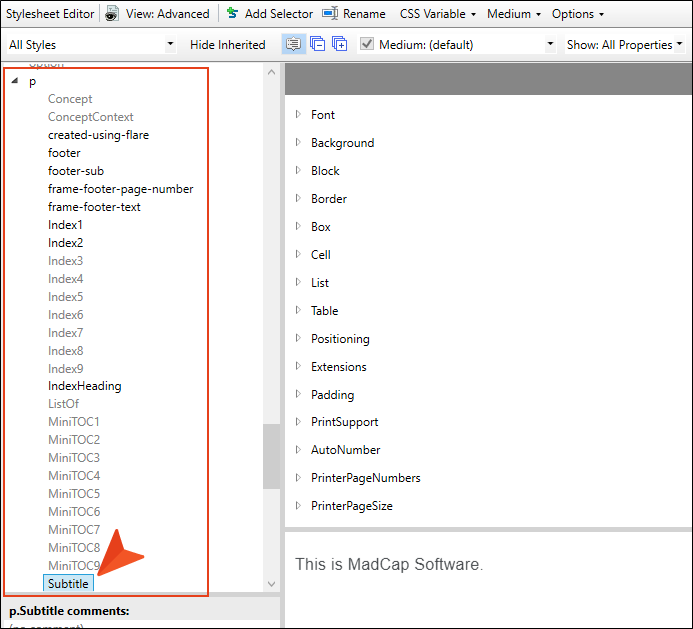 Stylesheet Editor View: Advanced Add Selector Rename CSS Variable Medium Options
All Styles Hide Inherited Medium: (default) Show: All Properties
option
p
Concept
ConceptContext
created-using-flare
footer
footer-sub
frame-footer-page-number
frame-footer-text
Index1
Index2
Index3
Index4
Index5
Index6
Index7
Index8
Index9
IndexHeading
ListOf
MiniTOC1
MiniTOC2
MiniTOC3
MiniTOC4
MiniTOC5
MiniTOC6
MiniTOC7
MiniTOC8
MiniTOC9
Subtitle
p.Subtitle comments:
(no comment)
Font
Background
Block
Border
Box
Cell
List
Table
Positioning
Extensions
Padding
PrintSupport
AutoNumber
PrinterPageNumbers
PrinterPageSize
This is MadCap Software.